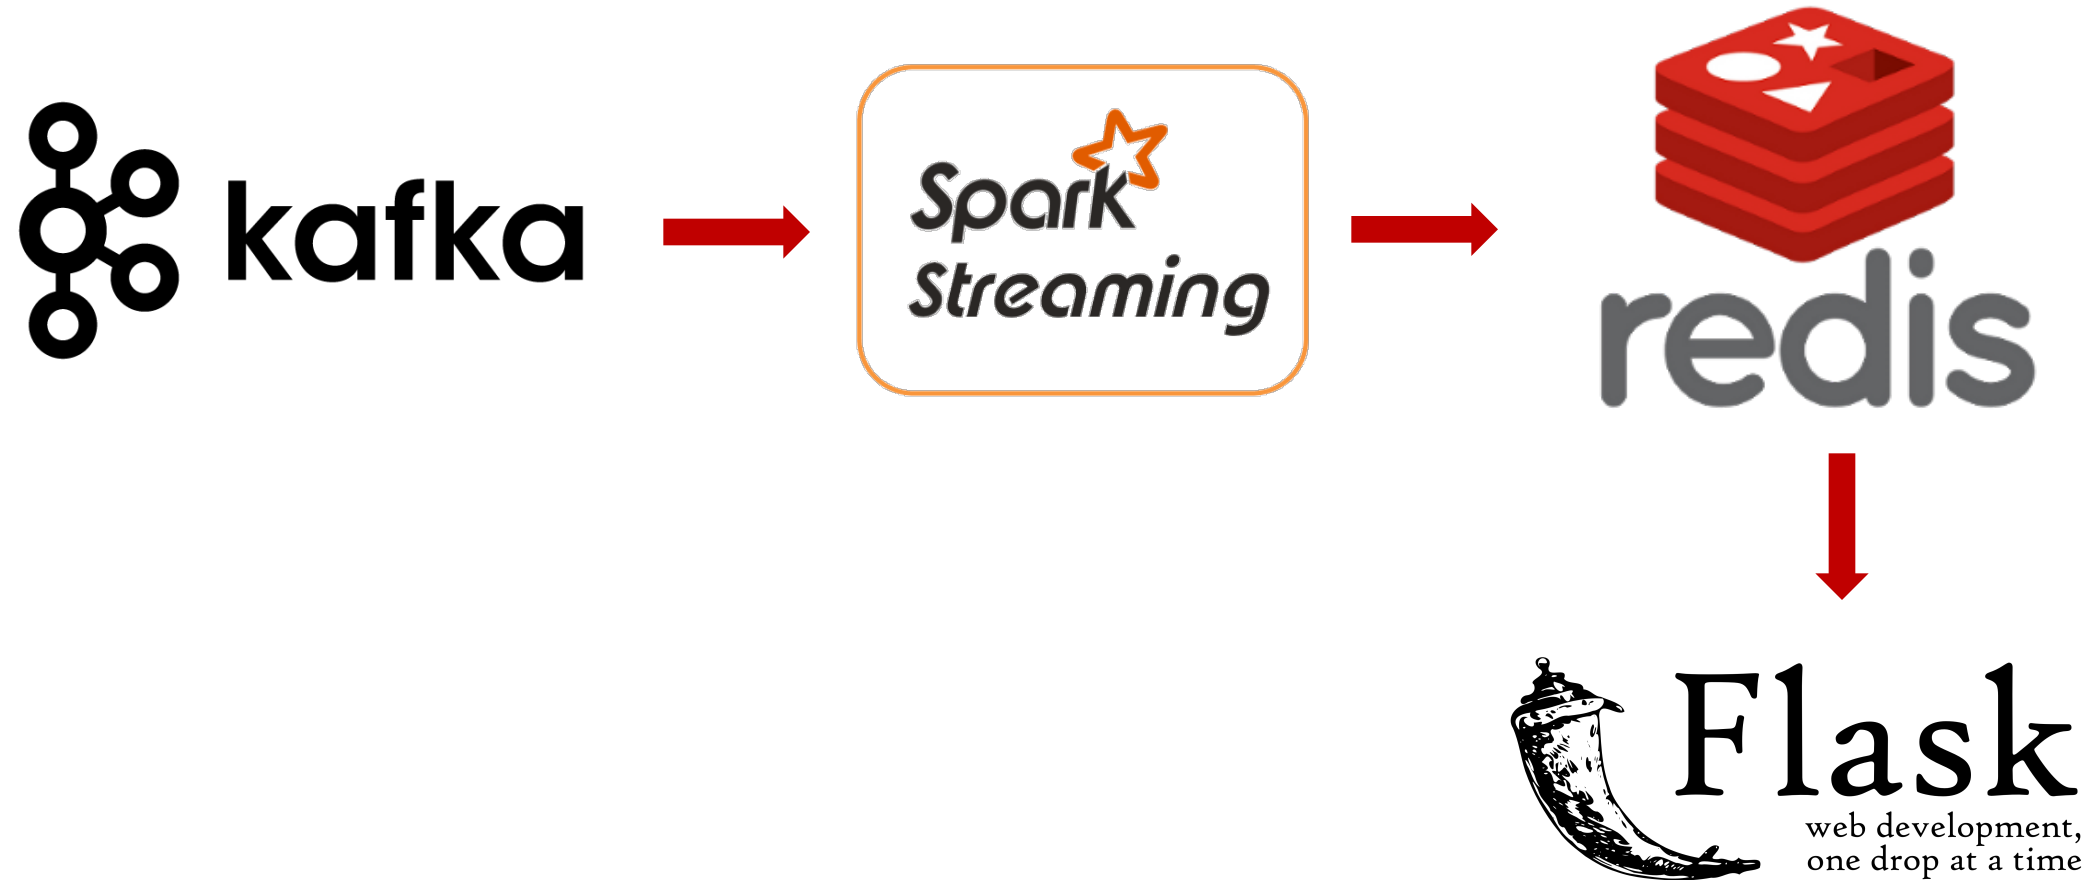 kafka
Spark
Streaming
redis
Flask
web development,
one drop at a time